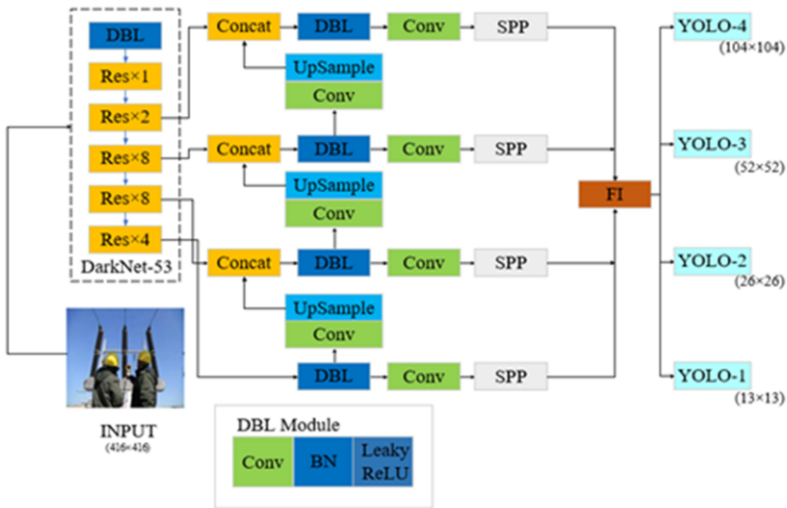 DBL
Res×1
Res×2
Res×8
Res×8
Res×4
DarkNet-53
INPUT
(416×416)
Concat
DBL
Conv
SPP
UpSample
Conv
Concat
DBL
Conv
SPP
UpSample
Conv
Concat
DBL
Conv
SPP
UpSample
Conv
DBL
Conv
SPP
FI
YOLO-4
(104×104)
YOLO-3
(52×52)
YOLO-2
(26×26)
YOLO-1
(13×13)
DBL Module
Conv
BN
Leaky
ReLU